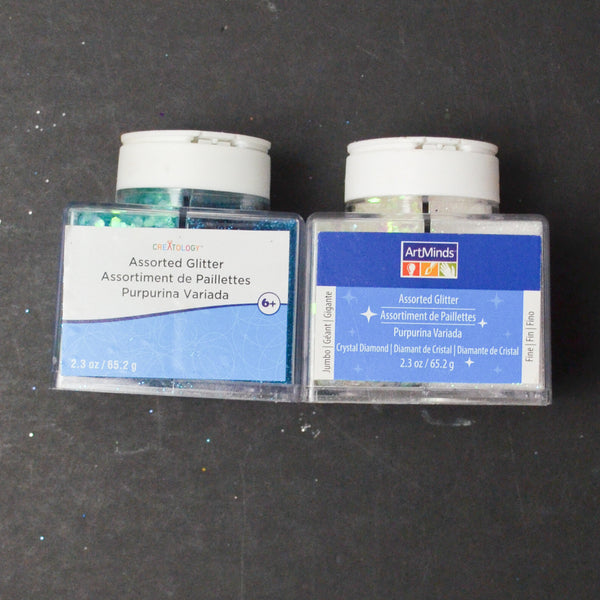 CREATOLOGY™
Assorted Glitter
Assortiment de Paillettes
Purpurina Variada
6+
2.3 oz / 65.2 g
ArtMinds
Assorted Glitter
Assortiment de Paillettes
Purpurina Variada
Crystal Diamond | Diamant de Cristal | Diamante de Cristal
2.3 oz / 65.2 g
Jumbo | Géant | Gigante
Fine | Fin | Fino